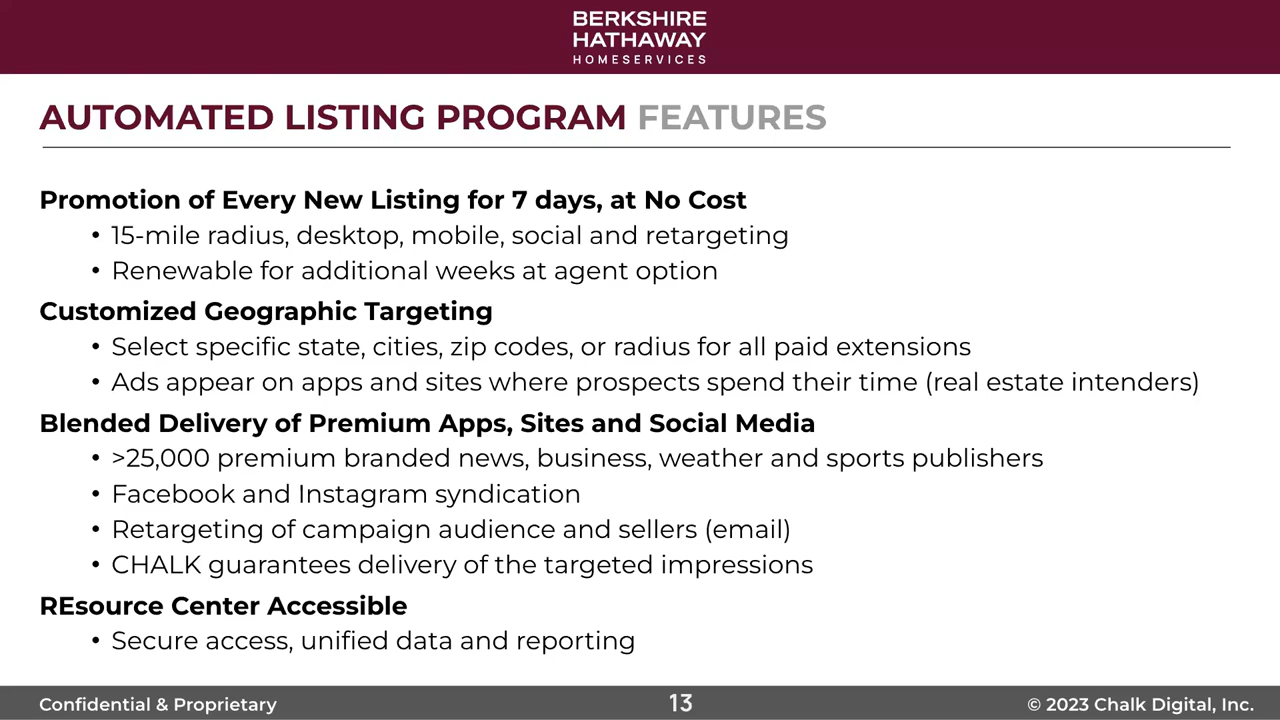 BERKSHIRE
HATHAWAY
HOMESERVICES
AUTOMATED LISTING PROGRAM FEATURES
Promotion of Every New Listing for 7 days, at No Cost
• 15-mile radius, desktop, mobile, social and retargeting
• Renewable for additional weeks at agent option
Customized Geographic Targeting
• Select specific state, cities, zip codes, or radius for all paid extensions
• Ads appear on apps and sites where prospects spend their time (real estate intenders)
Blended Delivery of Premium Apps, Sites and Social Media
• >25,000 premium branded news, business, weather and sports publishers
• Facebook and Instagram syndication
• Retargeting of campaign audience and sellers (email)
• CHALK guarantees delivery of the targeted impressions
REsource Center Accessible
• Secure access, unified data and reporting
Confidential & Proprietary
13
© 2023 Chalk Digital, Inc.